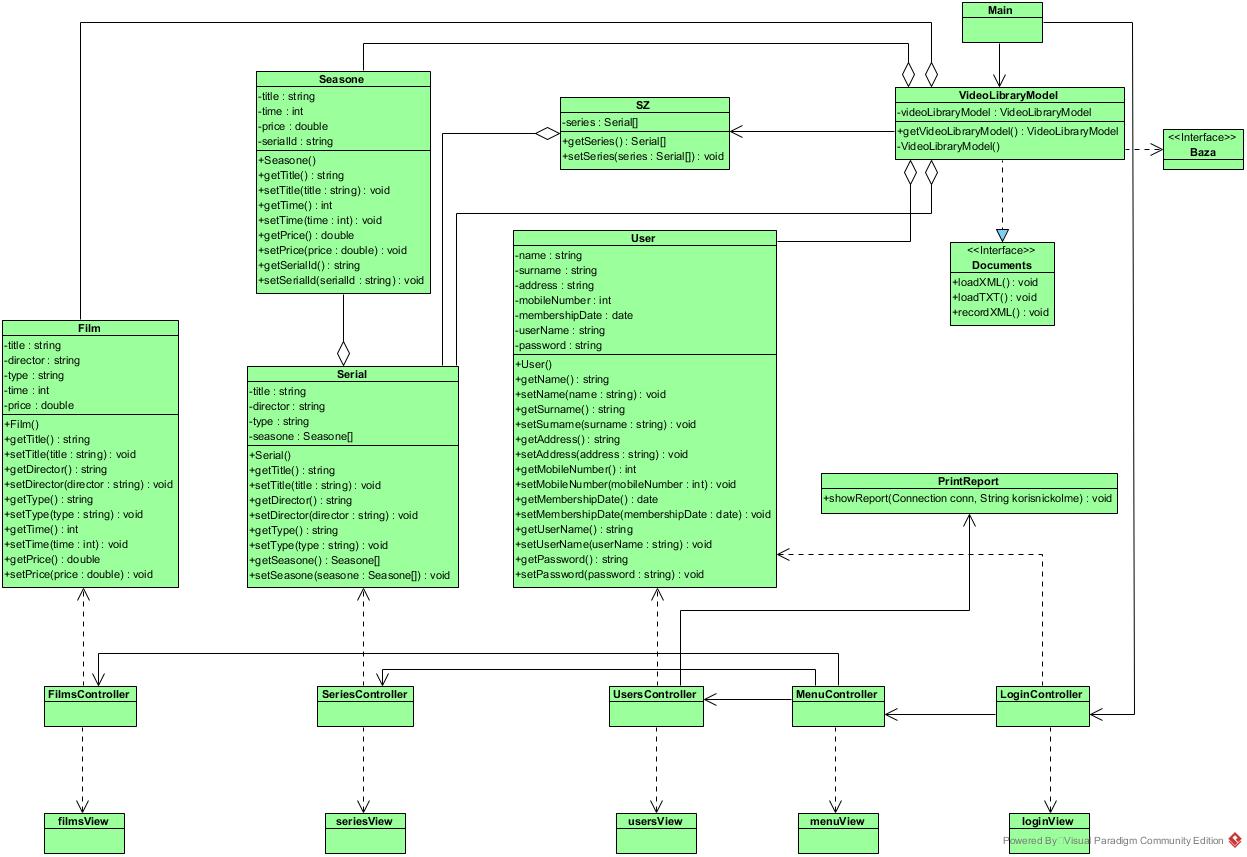 Main
Seasone
-title : string
-time : int
-price : double
-serialId : string
+Seasone()
+getTitle() : string
+setTitle(title : string) : void
+getTime() : int
+setTime(time : int) : void
+getPrice() : double
+setPrice(price : double) : void
+getSerialId() : string
+setSerialId(serialId : string) : void
SZ
-series : Serial[]
+getSeries() : Serial[]
+setSeries(series : Serial[]) : void
VideoLibraryModel
-videoLibraryModel : VideoLibraryModel
+getVideoLibraryModel() : VideoLibraryModel
-VideoLibraryModel()
<<Interface>>
Baza
<<Interface>>
Documents
+loadXML() : void
+loadTXT() : void
+recordXML() : void
User
-name : string
-surname : string
-address : string
-mobileNumber : int
-membershipDate : date
-userName : string
-password : string
+User()
+getName() : string
+setName(name : string) : void
+getSurname() : string
+setSurname(surname : string) : void
+getAddress() : string
+setAddress(address : string) : void
+getMobileNumber() : int
+setMobileNumber(mobileNumber : int) : void
+getMembershipDate() : date
+setMembershipDate(membershipDate : date) : void
+getUserName() : string
+setUserName(userName : string) : void
+getPassword() : string
+setPassword(password : string) : void
Film
-title : string
-director : string
-type : string
-time : int
-price : double
+Film()
+getTitle() : string
+setTitle(title : string) : void
+getDirector() : string
+setDirector(director : string) : void
+getType() : string
+setType(type : string) : void
+getTime() : int
+setTime(time : int) : void
+getPrice() : double
+setPrice(price : double) : void
Serial
-title : string
-director : string
-type : string
-seasone : Seasone[]
+Serial()
+getTitle() : string
+setTitle(title : string) : void
+getDirector() : string
+setDirector(director : string) : void
+getType() : string
+setType(type : string) : void
+getSeasone() : Seasone[]
+setSeasone(seasone : Seasone[]) : void
PrintReport
+showReport(Connection conn, String korisnickoIme) : void
FilmsController
SeriesController
UsersController
MenuController
LoginController
filmsView
seriesView
usersView
menuView
loginView
Powered By Visual Paradigm Community Edition